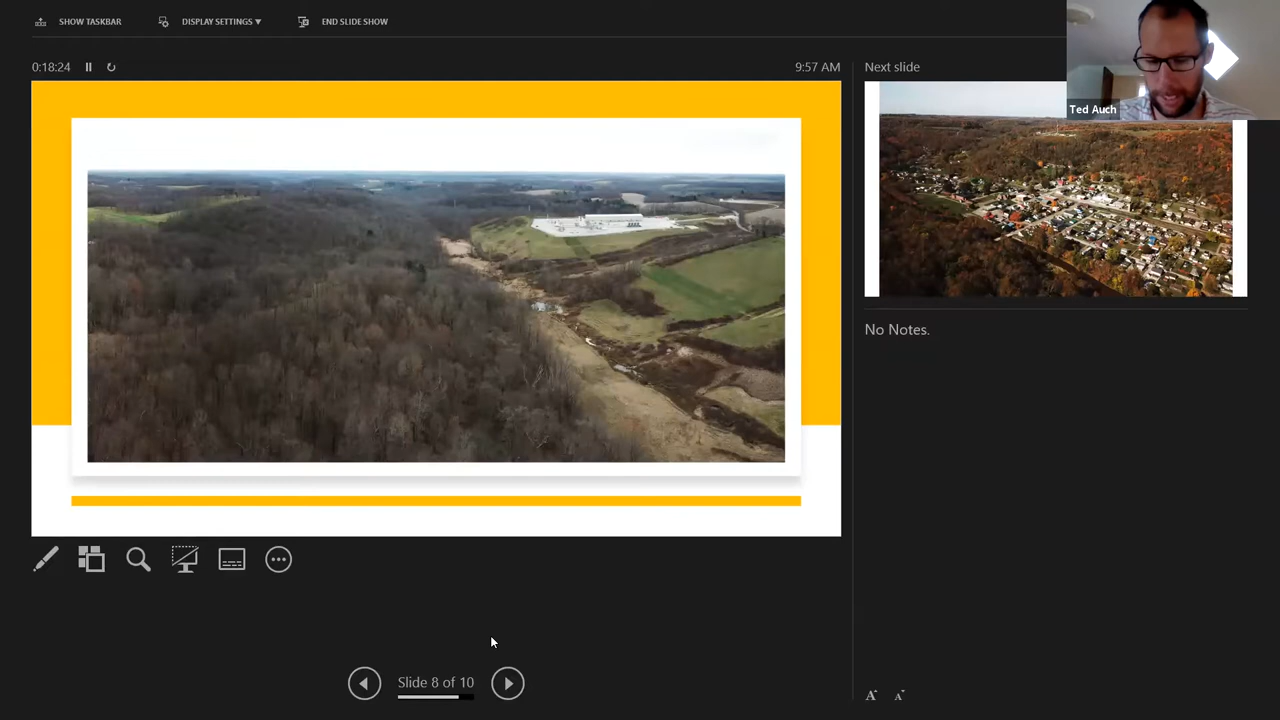 SHOW TASKBAR
DISPLAY SETTINGS ▼
END SLIDE SHOW
0:18:24
9:57 AM
Next slide
Ted Auch
No Notes.
Slide 8 of 10
A A